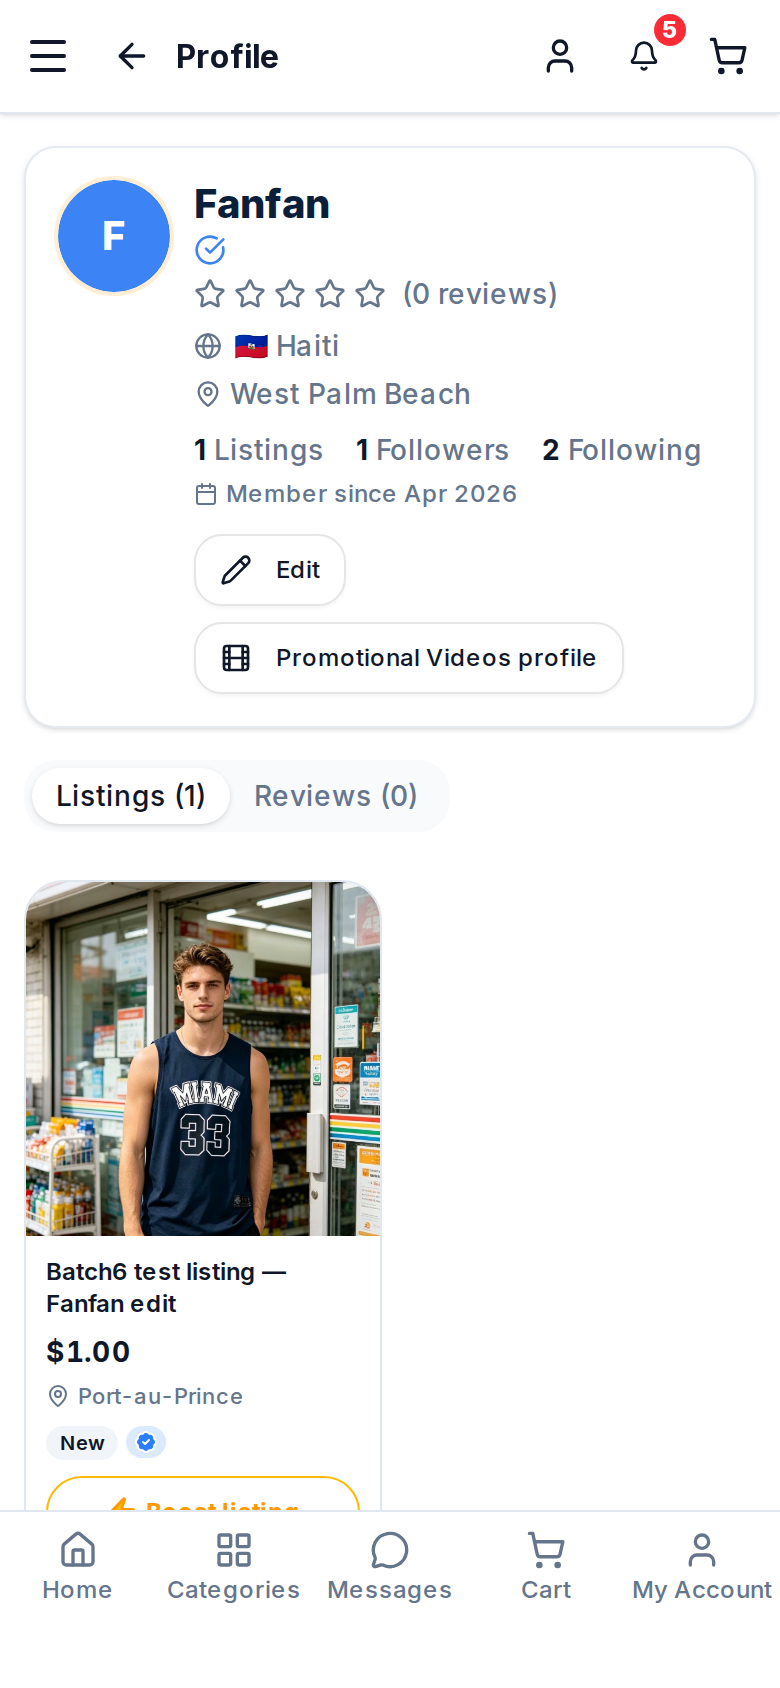 Profile
5
F
Fanfan
(0 reviews)
🇭🇹 Haiti
West Palm Beach
1 Listings 1 Followers 2 Following
Member since Apr 2026
Edit
Promotional Videos profile
Listings (1) Reviews (0)
MIAMI
33
Batch6 test listing —
Fanfan edit
$1.00
Port-au-Prince
New
Boost listing
Home Categories Messages Cart My Account